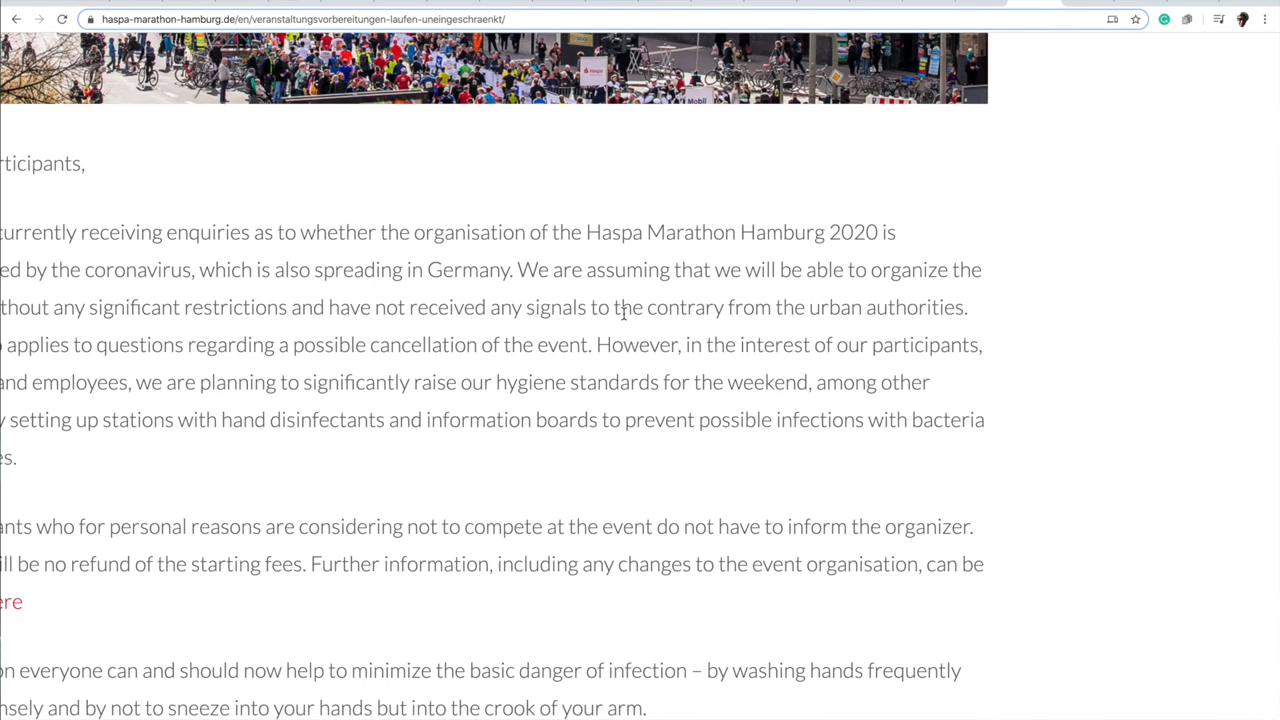 haspa-marathon-hamburg.de/en/veranstaltungsvorbereitungen-laufen-uneingeschraenkt/
Haspa
Mobil
rticipants,
currently receiving enquiries as to whether the organisation of the Haspa Marathon Hamburg 2020 is
ed by the coronavirus, which is also spreading in Germany. We are assuming that we will be able to organize the
thout any significant restrictions and have not received any signals to the contrary from the urban authorities.
applies to questions regarding a possible cancellation of the event. However, in the interest of our participants,
and employees, we are planning to significantly raise our hygiene standards for the weekend, among other
y setting up stations with hand disinfectants and information boards to prevent possible infections with bacteria
es.
ants who for personal reasons are considering not to compete at the event do not have to inform the organizer.
ill be no refund of the starting fees. Further information, including any changes to the event organisation, can be
ere
on everyone can and should now help to minimize the basic danger of infection – by washing hands frequently
nsely and by not to sneeze into your hands but into the crook of your arm.